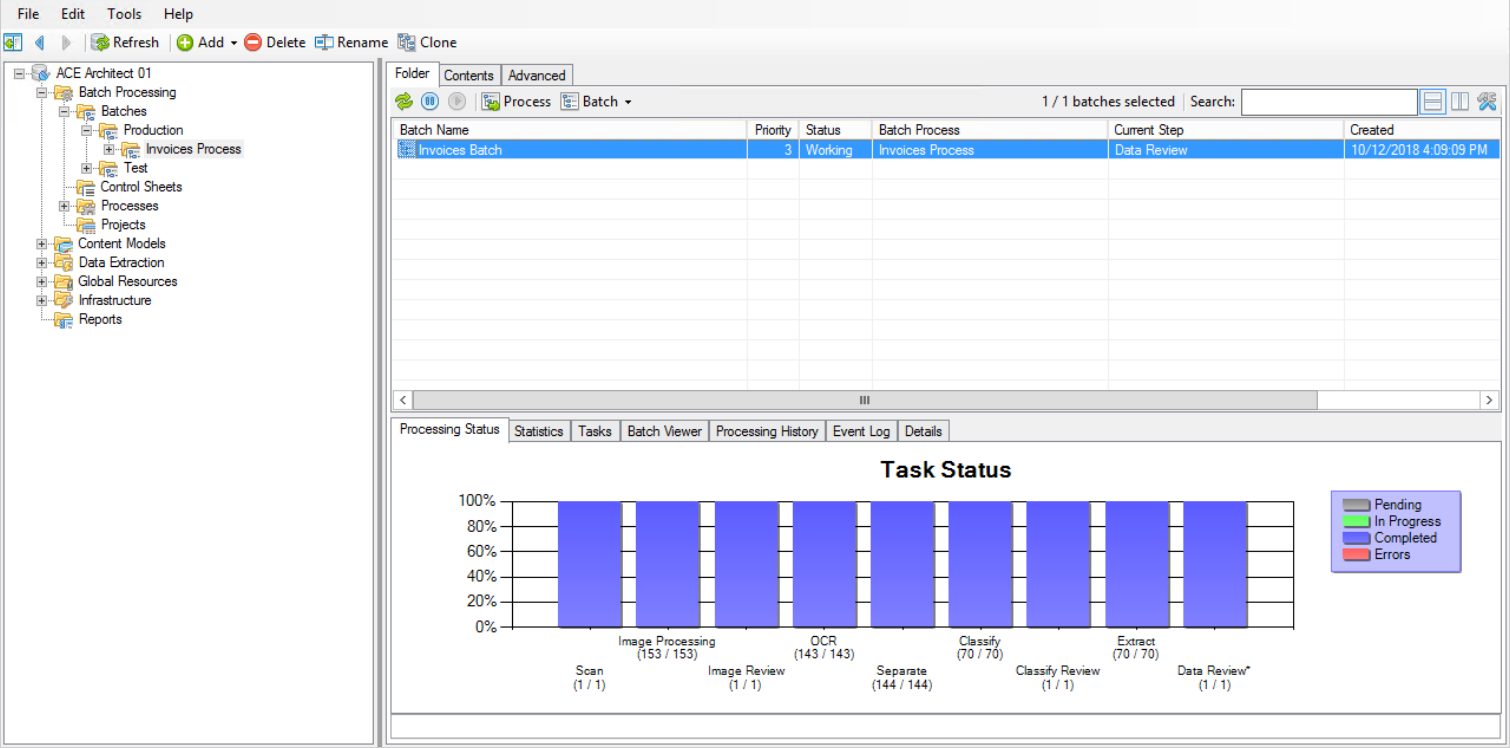 File Edit Tools Help
Refresh Add Delete Rename Clone
ACE Architect 01
Batch Processing
Batches
Production
Invoices Process
Test
Control Sheets
Processes
Projects
Content Models
Data Extraction
Global Resources
Infrastructure
Reports
Folder Contents Advanced
Process Batch 1 / 1 batches selected Search:
Batch Name Priority Status Batch Process Current Step Created
Invoices Batch 3 Working Invoices Process Data Review 10/12/2018 4:09:09 PM
Processing Status Statistics Tasks Batch Viewer Processing History Event Log Details
Task Status
100%
80%
60%
40%
20%
0%
Pending
In Progress
Completed
Errors
Image Processing OCR Classify Extract
(153 / 153) (143 / 143) (70 / 70) (70 / 70)
Scan Image Review Separate Classify Review Data Review*
(1 / 1) (1 / 1) (144 / 144) (1 / 1) (1 / 1)